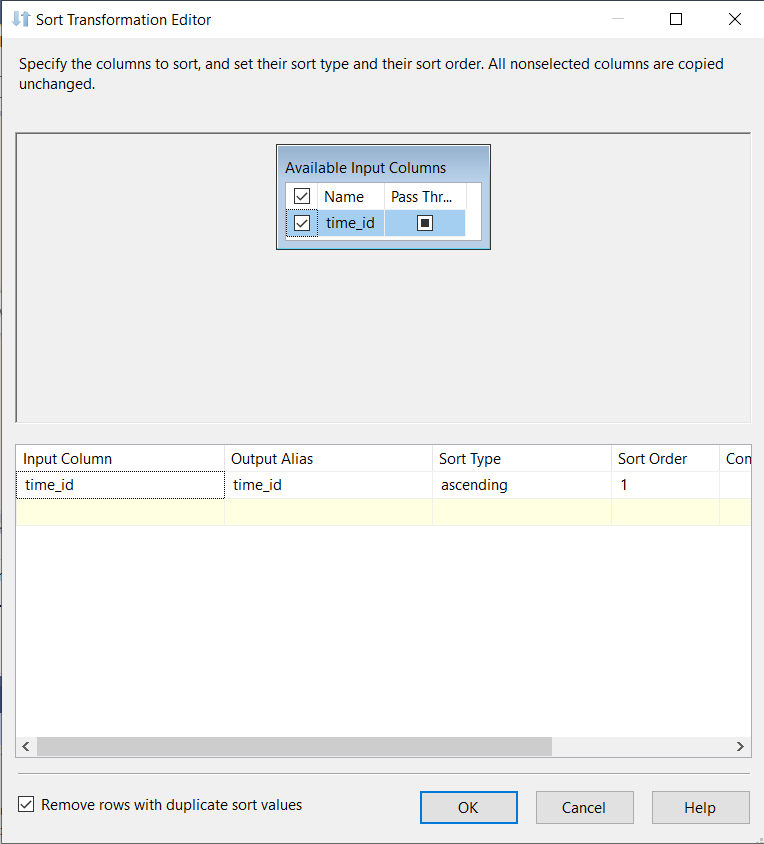 Sort Transformation Editor
Specify the columns to sort, and set their sort type and their sort order. All nonselected columns are copied
unchanged.
Available Input Columns
Name Pass Thr...
time_id
Input Column Output Alias Sort Type Sort Order Con
time_id time_id ascending 1
Remove rows with duplicate sort values OK Cancel Help